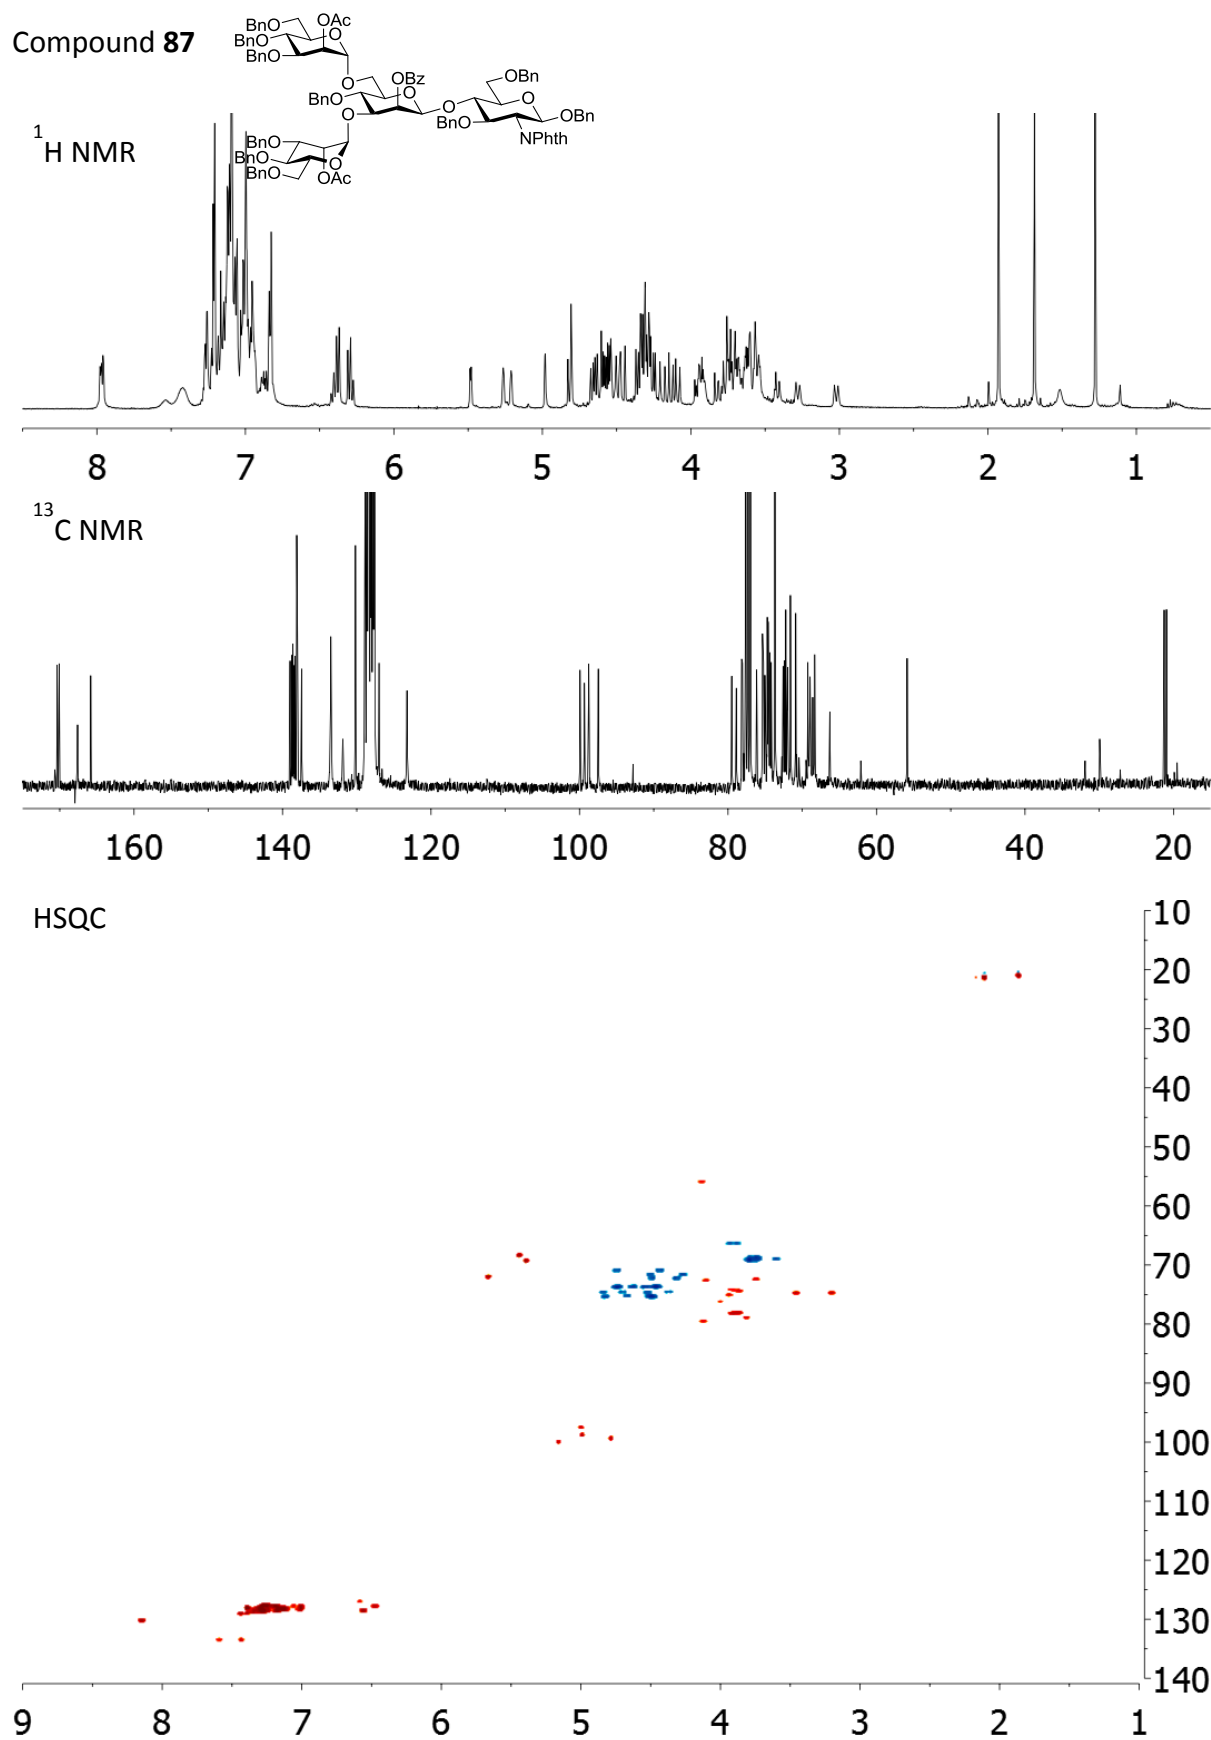 Compound 87
BnO OAc
BnO O
BnO
O OBz OBn
BnO O O O
O BnO OBn
BnO NPhth
BnO O
BnO OAc
1H NMR
8 7 6 5 4 3 2 1
13C NMR
160 140 120 100 80 60 40 20
HSQC
10
20
30
40
50
60
70
80
90
100
110
120
130
140
9 8 7 6 5 4 3 2 1